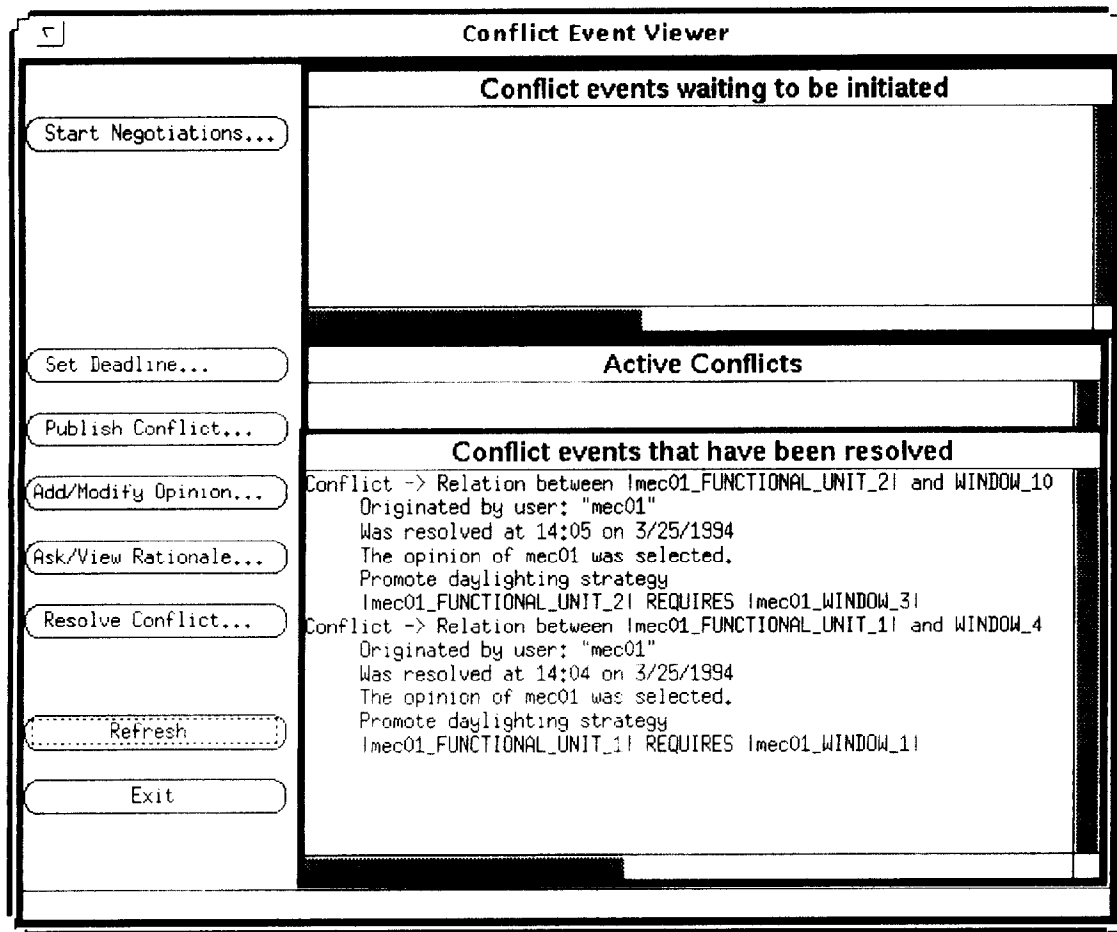 Conflict Event Viewer
Conflict events waiting to be initiated
Start Negotiations...
Set Deadline...
Active Conflicts
Publish Conflict...
Conflict events that have been resolved
Add/Modify Opinion...
Ask/View Rationale...
Resolve Conflict...
Refresh
Exit
Conflict -> Relation between |mec01_FUNCTIONAL_UNIT_2| and WINDOW_10
Originated by user: "mec01"
Was resolved at 14:05 on 3/25/1994
The opinion of mec01 was selected.
Promote daylighting strategy
|mec01_FUNCTIONAL_UNIT_2| REQUIRES |mec01_WINDOW_3|
Conflict -> Relation between |mec01_FUNCTIONAL_UNIT_1| and WINDOW_4
Originated by user: "mec01"
Was resolved at 14:04 on 3/25/1994
The opinion of mec01 was selected.
Promote daylighting strategy
|mec01_FUNCTIONAL_UNIT_1| REQUIRES |mec01_WINDOW_1|